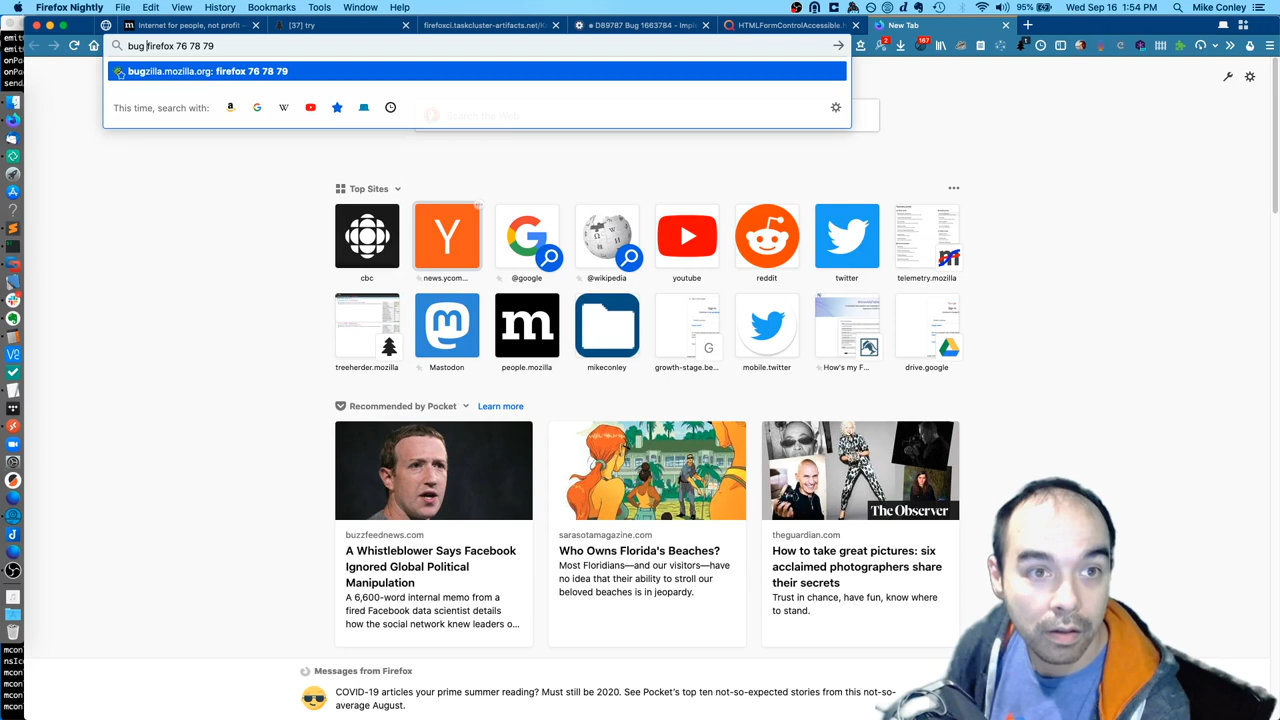 Firefox Nightly File Edit View History Bookmarks Tools Window Help
95% Wed Sep 16 1:54 PM Mike Conley
Internet for people, not profit –
[37] try
firefoxci.taskcluster-artifacts.net/K
D89787 Bug 1663784 - Imple
HTMLFormControlAccessible.h
New Tab
bug firefox 76 78 79
2
167
1
bugzilla.mozilla.org: firefox 76 78 79
This time, search with:
Search the Web
Top Sites
cbc
Y
news.ycom...
@google
@wikipedia
youtube
reddit
twitter
telemetry.mozilla
treeherder.mozilla
Mastodon
m
people.mozilla
mikeconley
G
growth-stage.be...
mobile.twitter
How's my F...
drive.google
Recommended by Pocket
Learn more
The Observer
buzzfeednews.com
A Whistleblower Says Facebook
Ignored Global Political
Manipulation
A 6,600-word internal memo from a
fired Facebook data scientist details
how the social network knew leaders o...
sarasotamagazine.com
Who Owns Florida's Beaches?
Most Floridians—and our visitors—have
no idea that their ability to stroll our
beloved beaches is in jeopardy.
theguardian.com
How to take great pictures: six
acclaimed photographers share
their secrets
Trust in chance, have fun, know where
to stand.
Messages from Firefox
COVID-19 articles your prime summer reading? Must still be 2020. See Pocket's top ten not-so-expected stories from this not-so-
average August.